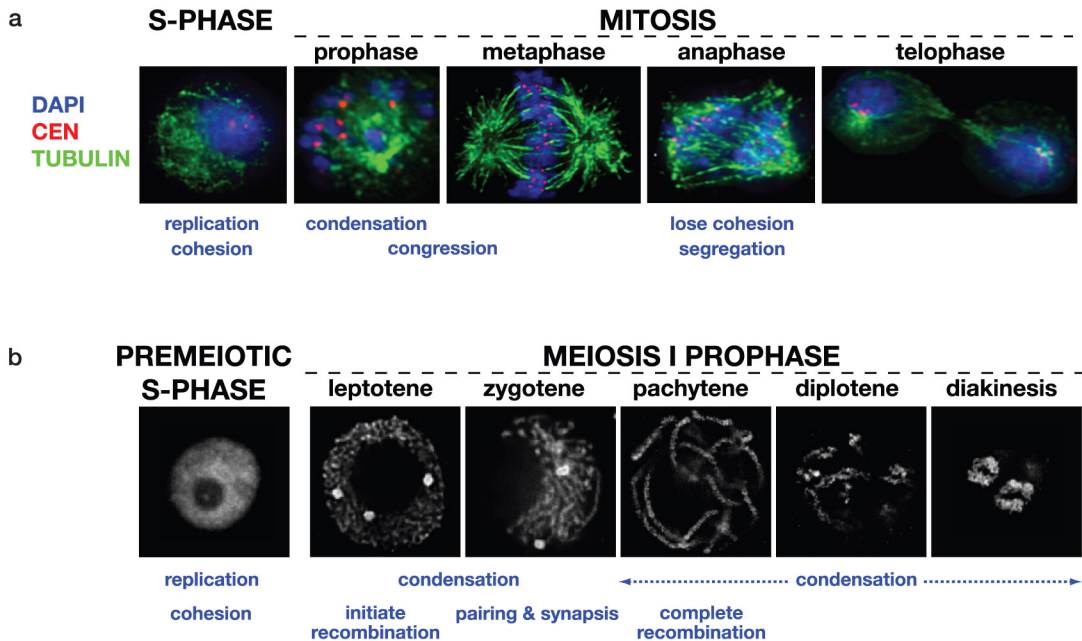 a
S-PHASE MITOSIS
prophase metaphase anaphase telophase
DAPI
CEN
TUBULIN
replication condensation lose cohesion
cohesion congression segregation
b
PREMEIOTIC MEIOSIS I PROPHASE
S-PHASE leptotene zygotene pachytene diplotene diakinesis
replication condensation condensation
cohesion initiate pairing & synapsis complete
recombination recombination